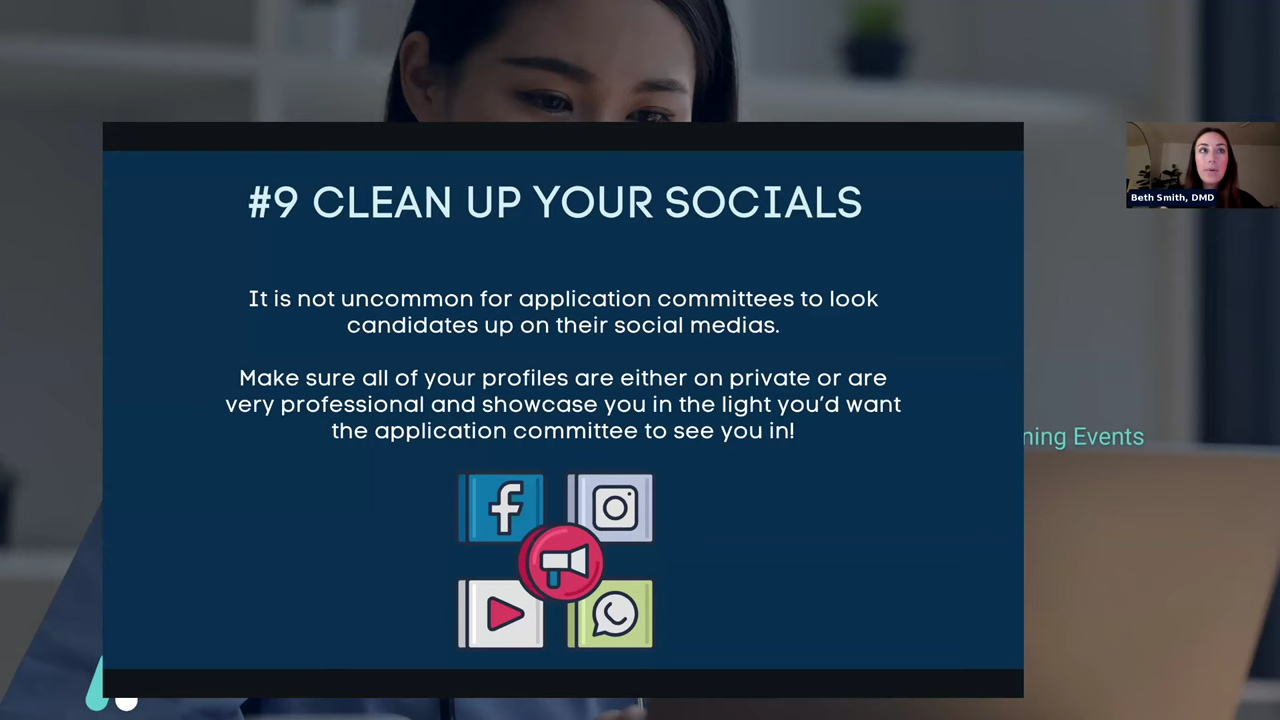 #9 CLEAN UP YOUR SOCIALS
It is not uncommon for application committees to look
candidates up on their social medias.
Make sure all of your profiles are either on private or are
very professional and showcase you in the light you'd want
the application committee to see you in!
Beth Smith, DMD
ning Events